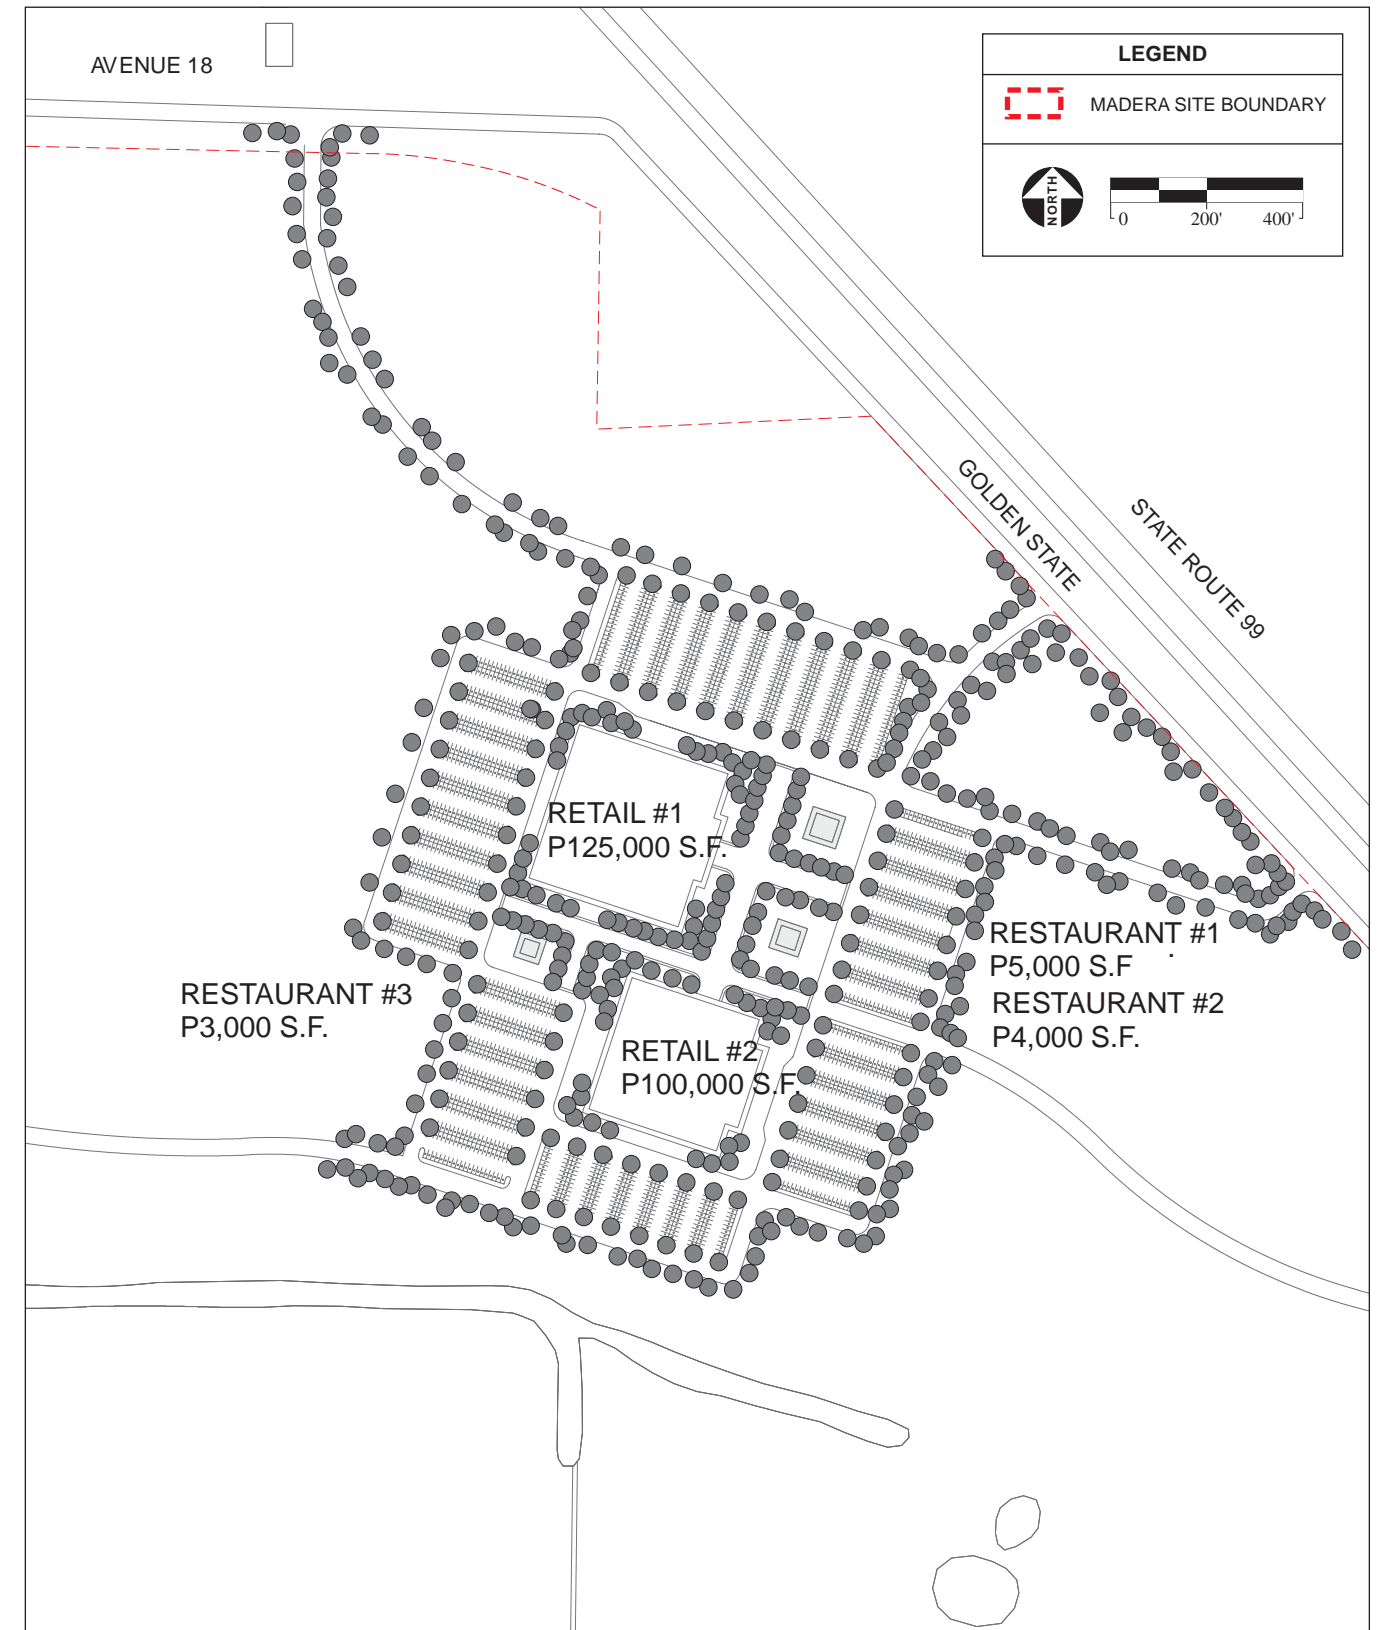 AVENUE 18
LEGEND
MADERA SITE BOUNDARY
NORTH
0 200' 400'
GOLDEN STATE
STATE ROUTE 99
RETAIL #1
P125,000 S.F.
RESTAURANT #1
P5,000 S.F
RESTAURANT #2
P4,000 S.F.
RESTAURANT #3
P3,000 S.F.
RETAIL #2
P100,000 S.F.